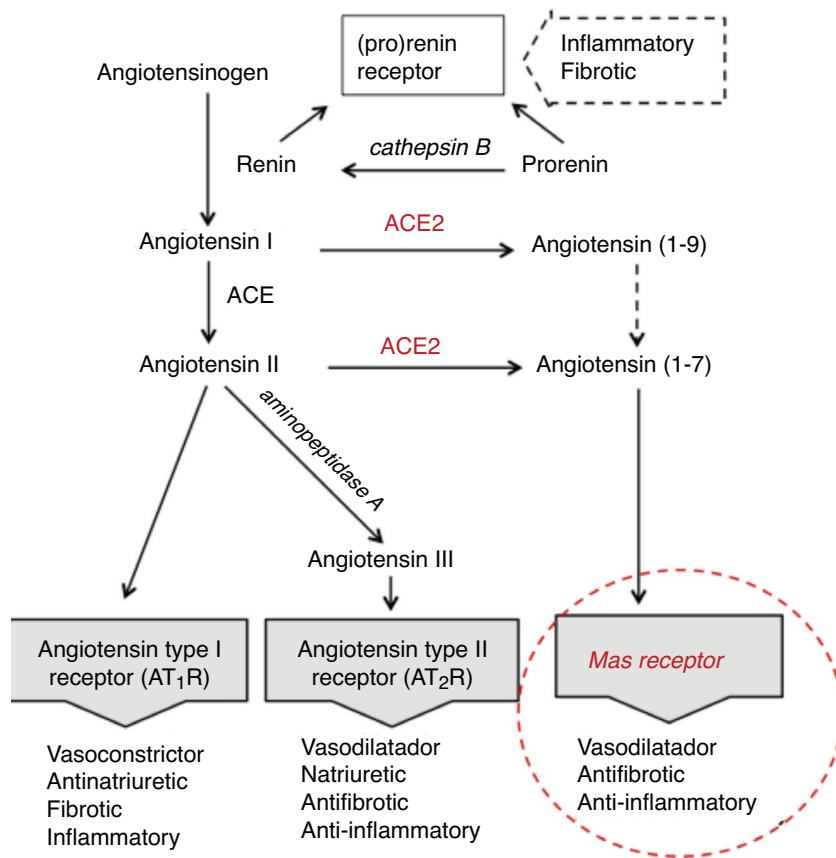 (pro)renin
receptor
Inflammatory
Fibrotic
Angiotensinogen
cathepsin B
Renin
Prorenin
ACE2
Angiotensin I
Angiotensin (1-9)
ACE
ACE2
Angiotensin II
Angiotensin (1-7)
aminopeptidase A
Angiotensin III
Angiotensin type I
receptor (AT₁R)
Angiotensin type II
receptor (AT₂R)
Mas receptor
Vasoconstrictor
Antinatriuretic
Fibrotic
Inflammatory
Vasodilatador
Natriuretic
Antifibrotic
Anti-inflammatory
Vasodilatador
Antifibrotic
Anti-inflammatory